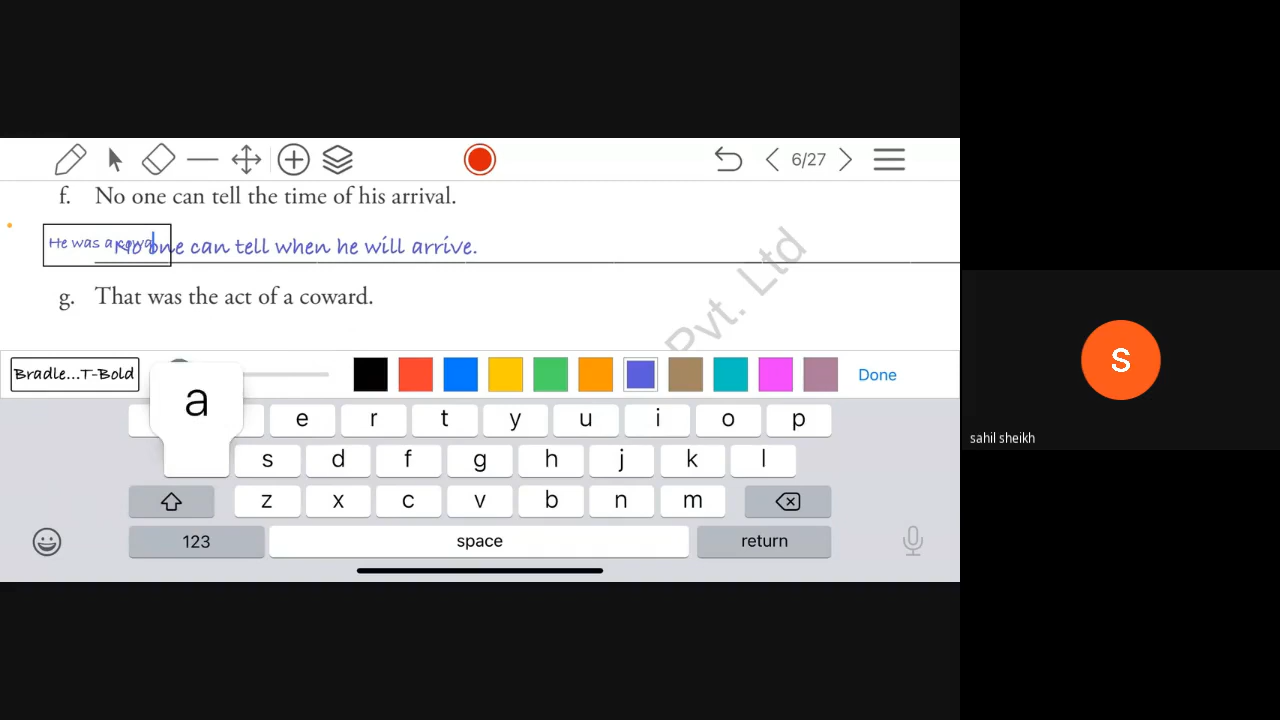 6/27
f. No one can tell the time of his arrival.
He was a cowa
No one can tell when he will arrive.
g. That was the act of a coward.
Pvt. Ltd
Bradle...T-Bold
Done
a
e r t y u i o p
s d f g h j k l
z x c v b n m
123 space return
S
sahil sheikh